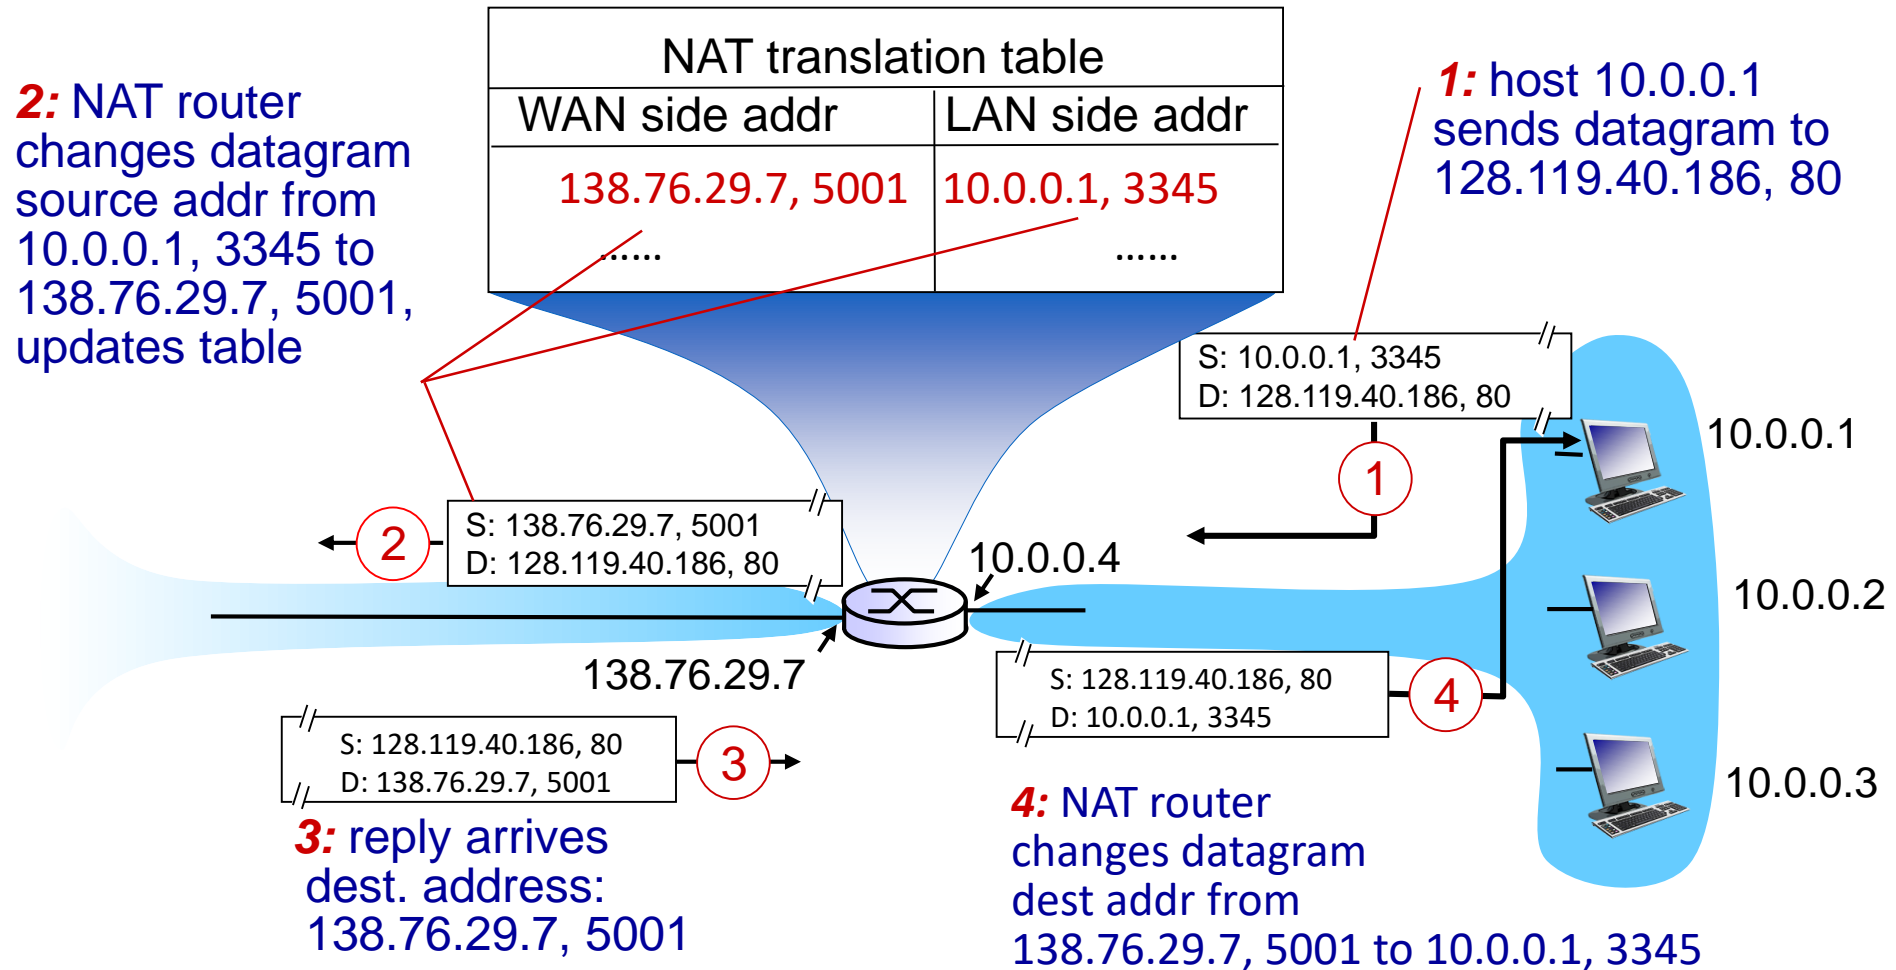 NAT translation table
WAN side addr
LAN side addr
138.76.29.7, 5001
10.0.0.1, 3345
......
......
2: NAT router
changes datagram
source addr from
10.0.0.1, 3345 to
138.76.29.7, 5001,
updates table
1: host 10.0.0.1
sends datagram to
128.119.40.186, 80
S: 10.0.0.1, 3345
D: 128.119.40.186, 80
1
10.0.0.1
S: 138.76.29.7, 5001
D: 128.119.40.186, 80
2
10.0.0.4
10.0.0.2
138.76.29.7
S: 128.119.40.186, 80
D: 10.0.0.1, 3345
4
S: 128.119.40.186, 80
D: 138.76.29.7, 5001
3
10.0.0.3
3: reply arrives
dest. address:
138.76.29.7, 5001
4: NAT router
changes datagram
dest addr from
138.76.29.7, 5001 to 10.0.0.1, 3345